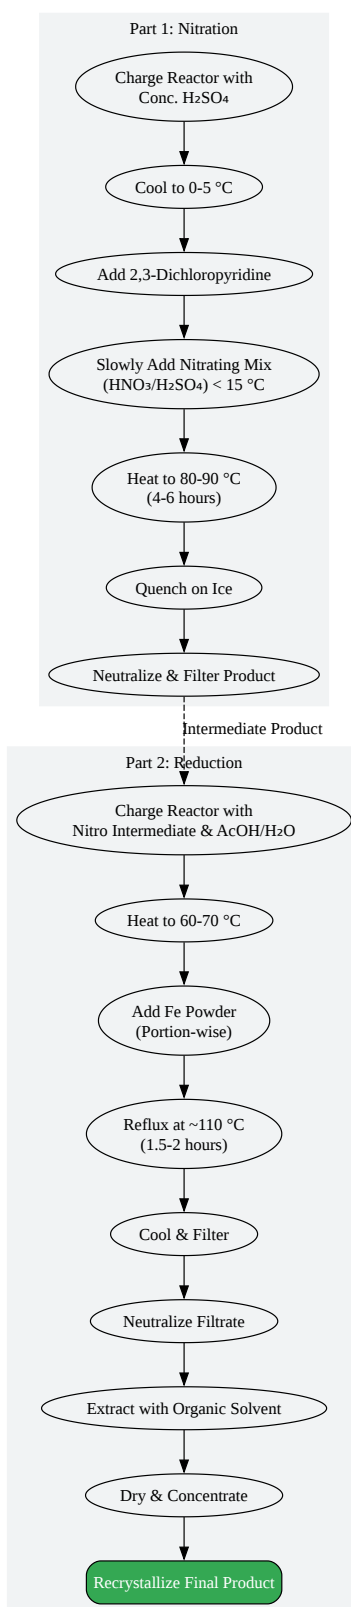 Part 1: Nitration
Charge Reactor with
Conc. H₂SO₄
Cool to 0-5 °C
Add 2,3-Dichloropyridine
Slowly Add Nitrating Mix
(HNO₃/H₂SO₄) < 15 °C
Heat to 80-90 °C
(4-6 hours)
Quench on Ice
Neutralize & Filter Product
Intermediate Product
Part 2: Reduction
Charge Reactor with
Nitro Intermediate & AcOH/H₂O
Heat to 60-70 °C
Add Fe Powder
(Portion-wise)
Reflux at ~110 °C
(1.5-2 hours)
Cool & Filter
Neutralize Filtrate
Extract with Organic Solvent
Dry & Concentrate
Recrystallize Final Product